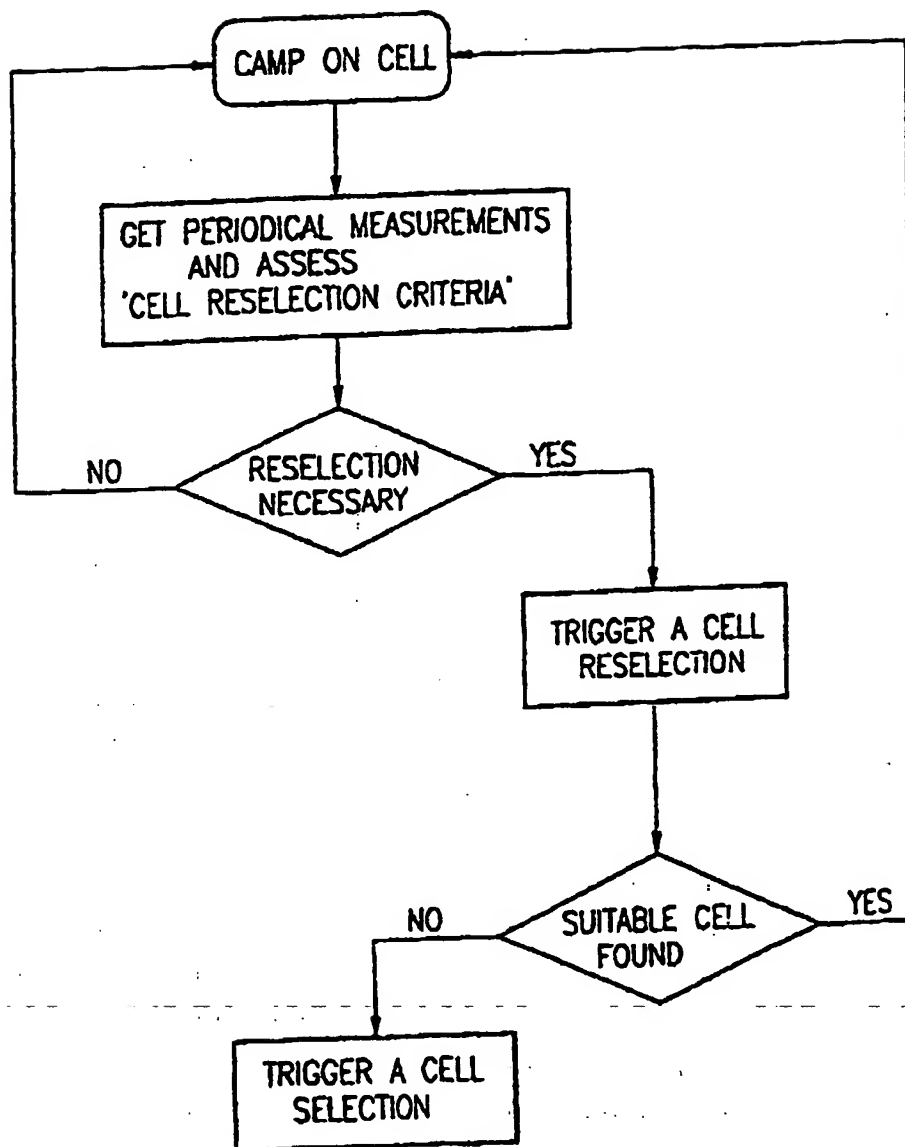 CAMP ON CELL
GET PERIODICAL MEASUREMENTS
AND ASSESS
'CELL RESELECTION CRITERIA'
NO
RESELECTION
NECESSARY
YES
TRIGGER A CELL
RESELECTION
NO
SUITABLE CELL
FOUND
YES
TRIGGER A CELL
SELECTION